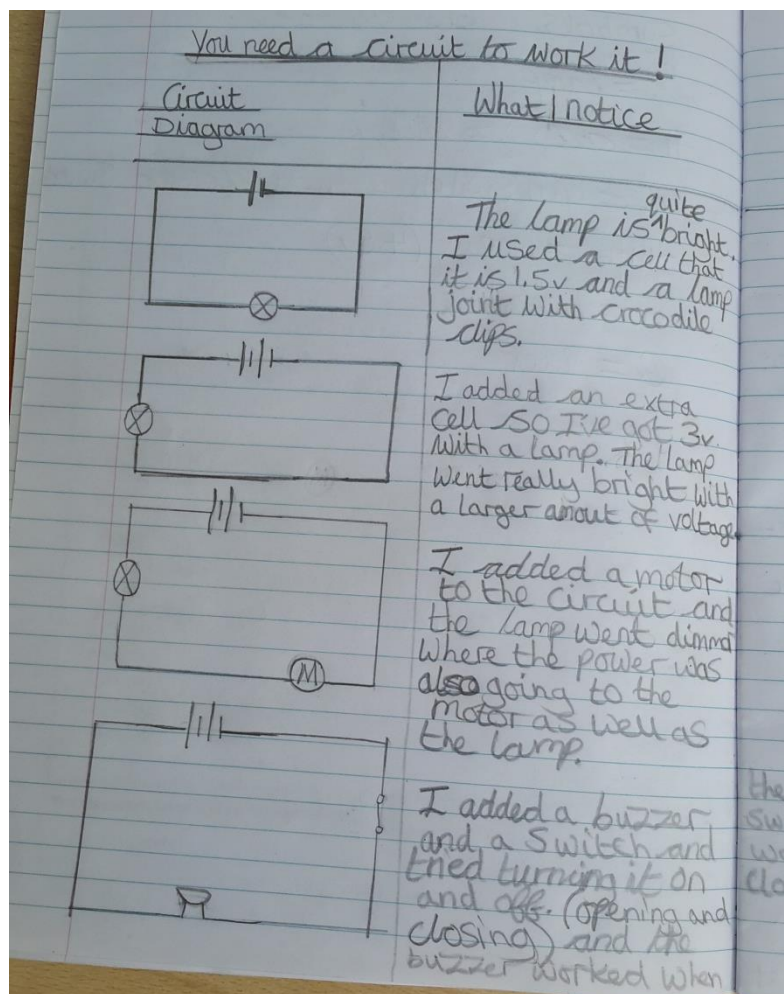 You need a circuit to work it!
Circuit
Diagram
What I notice
quite
The lamp is ^ bright.
I used a cell that
it is 1.5v and a lamp
joint with crocodile
clips.
I added an extra
cell so I've got 3v
with a lamp. The lamp
went really bright with
a larger amout of voltage.
I added a motor
to the circuit and
the lamp went dimmer
where the power was
also going to the
motor as well as
the lamp.
M
I added a buzzer
and a switch and
tried turning it on
and off. (opening and
closing) and the
buzzer worked when
the